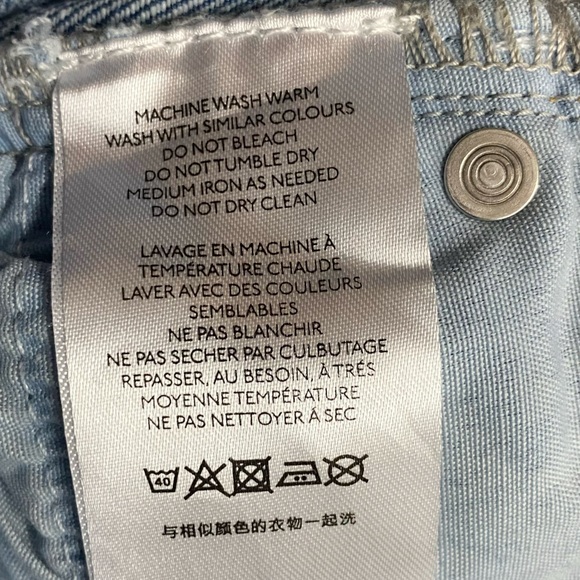 MACHINE WASH WARM
WASH WITH SIMILAR COLOURS
DO NOT BLEACH
DO NOT TUMBLE DRY
MEDIUM IRON AS NEEDED
DO NOT DRY CLEAN
LAVAGE EN MACHINE À
TEMPÉRATURE CHAUDE
LAVER AVEC DES COULEURS
SEMBLABLES
NE PAS BLANCHIR
NE PAS SECHER PAR CULBUTAGE
REPASSER, AU BESOIN, À TRÉS
MOYENNE TEMPÉRATURE
NE PAS NETTOYER Á SEC
40
与相似颜色的衣物一起洗